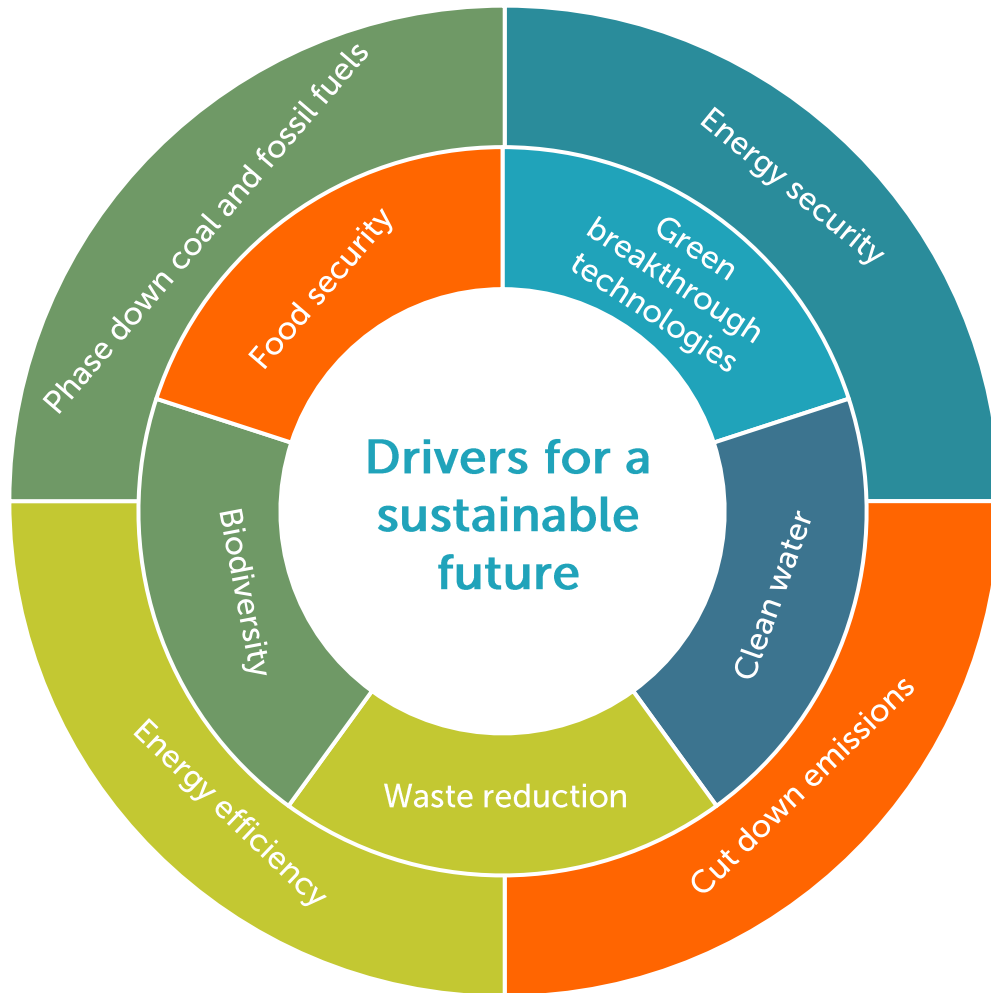 Phase down coal and fossil fuels
Energy security
Food security
Green
breakthrough
technologies
Drivers for a
sustainable
future
Biodiversity
Clean water
Energy efficiency
Waste reduction
Cut down emissions